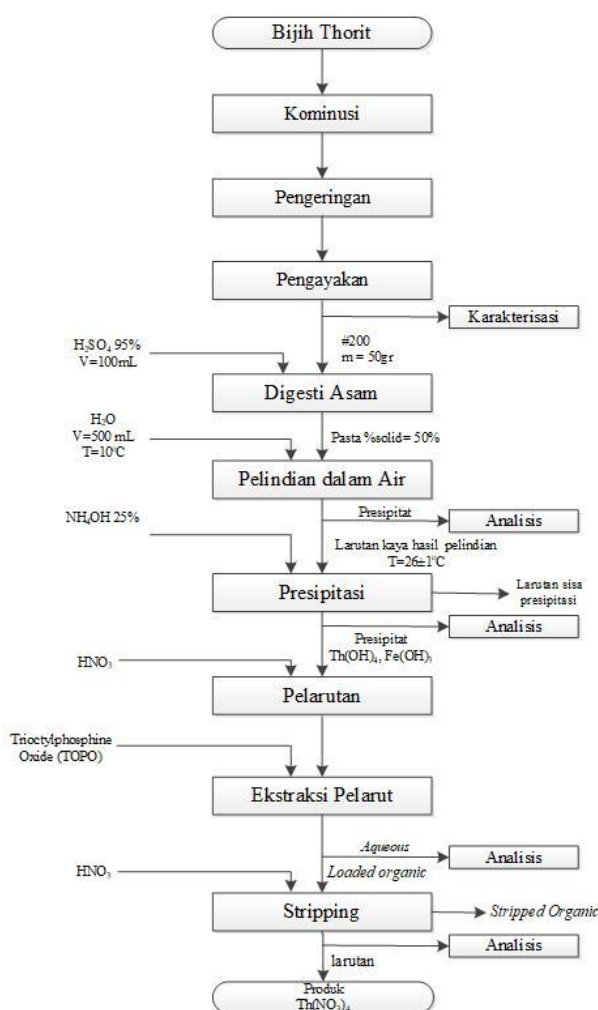 Bijih Thorit
Kominusi
Pengeringan
Pengayakan
Karakterisasi
H₂SO₄ 95%
V=100mL
#200
m = 50gr
Digesti Asam
H₂O
V=500 mL
T=10°C
Pasta %solid= 50%
Pelindian dalam Air
Presipitat
Analisis
NH₄OH 25%
Larutan kaya hasil pelindian
T=26±1°C
Presipitasi
Larutan sisa
presipitasi
Analisis
Presipitat
Th(OH)₄, Fe(OH)₃
HNO₃
Pelarutan
Trioctylphosphine
Oxide (TOPO)
Ekstraksi Pelarut
Aqueous
Analisis
Loaded organic
HNO₃
Stripping
Stripped Organic
Analisis
larutan
Produk
Th(NO₃)₄